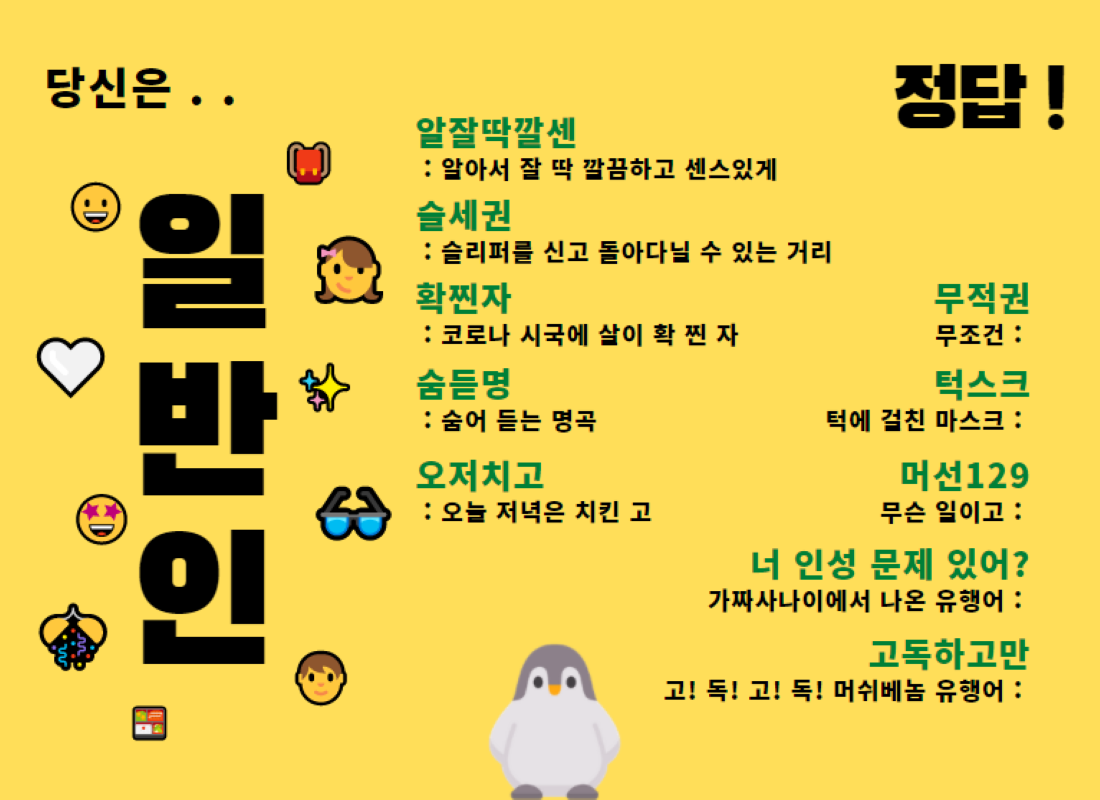 당신은 . .
정답 !
일
반
인
알잘딱깔센
: 알아서 잘 딱 깔끔하고 센스있게
슬세권
: 슬리퍼를 신고 돌아다닐 수 있는 거리
확찐자
: 코로나 시국에 살이 확 찐 자
숨듣명
: 숨어 듣는 명곡
오저치고
: 오늘 저녁은 치킨 고
무적권
무조건 :
턱스크
턱에 걸친 마스크 :
머선129
무슨 일이고 :
너 인성 문제 있어?
가짜사나이에서 나온 유행어 :
고독하고만
고! 독! 고! 독! 머쉬베놈 유행어 :